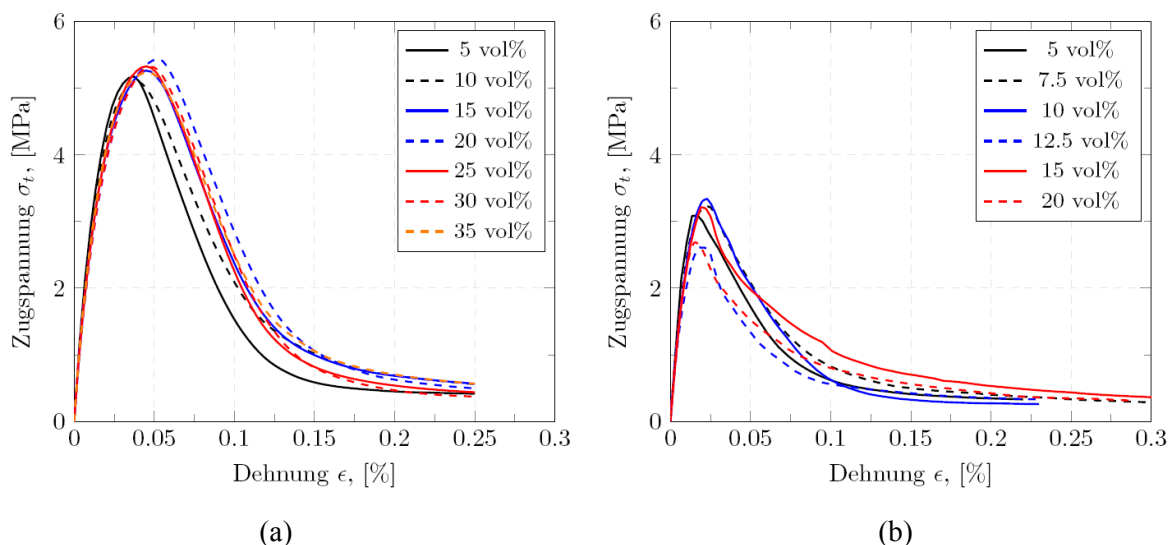 6
4
2
0
Zugspannung σt, [MPa]
0
0.05
0.1
0.15
0.2
0.25
0.3
Dehnung ϵ, [%]
5 vol%
10 vol%
15 vol%
20 vol%
25 vol%
30 vol%
35 vol%
(a)
6
4
2
0
Zugspannung σt, [MPa]
0
0.05
0.1
0.15
0.2
0.25
0.3
Dehnung ϵ, [%]
5 vol%
7.5 vol%
10 vol%
12.5 vol%
15 vol%
20 vol%
(b)